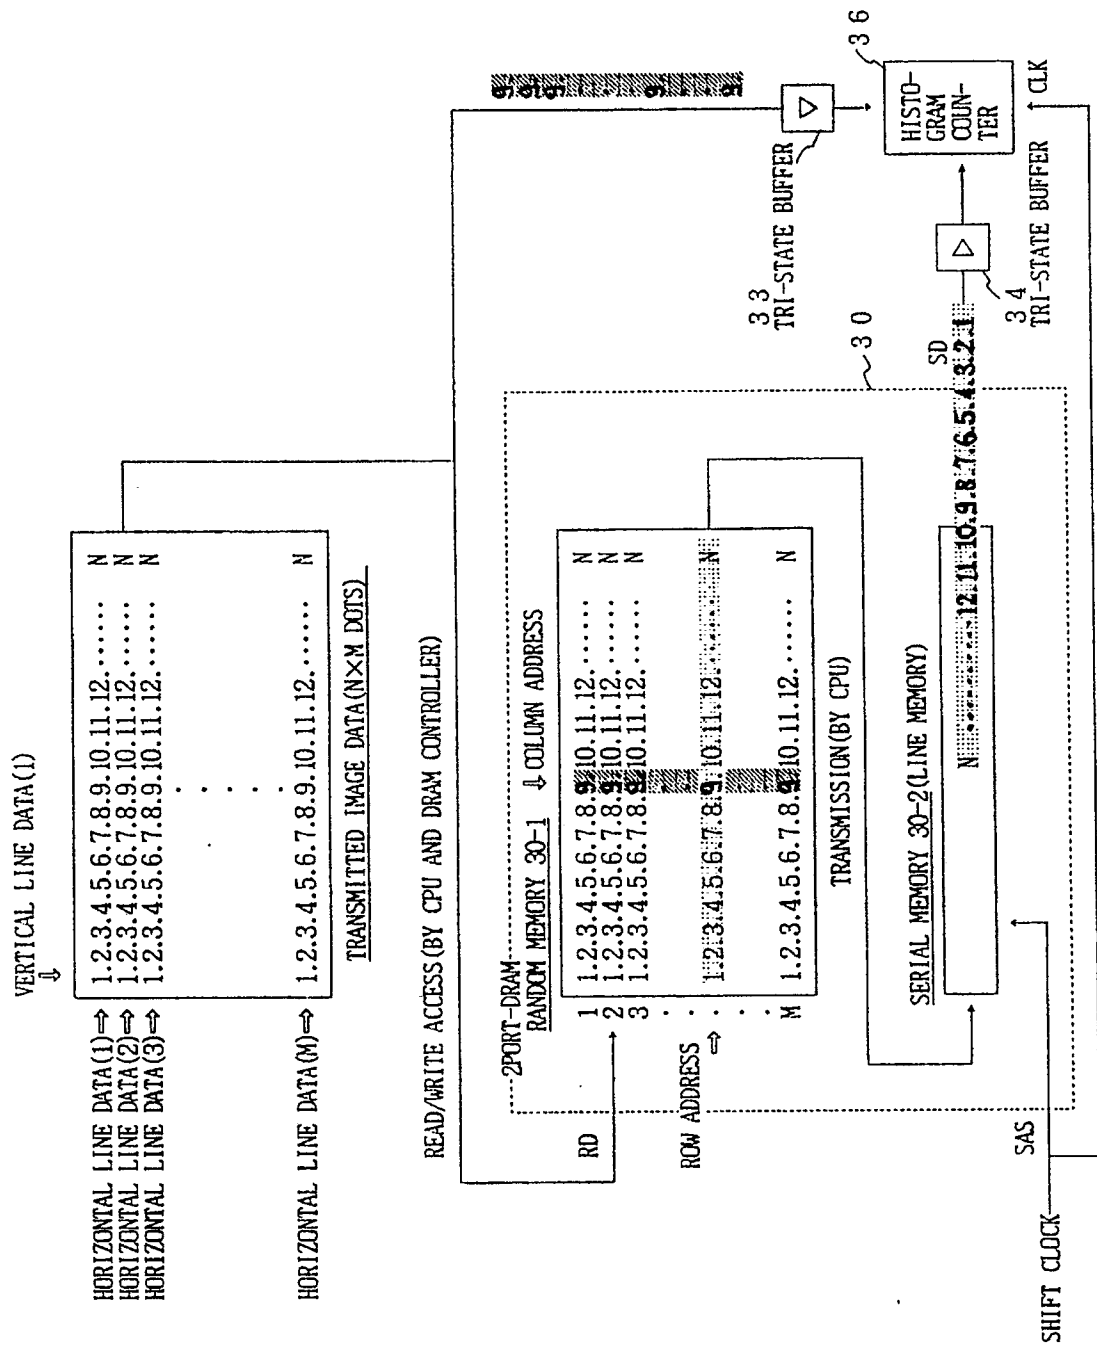 VERTICAL LINE DATA(1)
⇓
HORIZONTAL LINE DATA(1)⇒ 1.2.3.4.5.6.7.8.9.10.11.12....... N
HORIZONTAL LINE DATA(2)⇒ 1.2.3.4.5.6.7.8.9.10.11.12....... N
HORIZONTAL LINE DATA(3)⇒ 1.2.3.4.5.6.7.8.9.10.11.12....... N
HORIZONTAL LINE DATA(M)⇒ 1.2.3.4.5.6.7.8.9.10.11.12....... N
TRANSMITTED IMAGE DATA(N×M DOTS)
READ/WRITE ACCESS(BY CPU AND DRAM CONTROLLER)
9.
9.
9.
9.
9.
2PORT-DRAM
RANDOM MEMORY 30-1 ⇓ COLUMN ADDRESS
RD
1 1.2.3.4.5.6.7.8.9.10.11.12....... N
2 1.2.3.4.5.6.7.8.9.10.11.12....... N
3 1.2.3.4.5.6.7.8.9.10.11.12....... N
ROW ADDRESS ⇒ 1.2.3.4.5.6.7.8.9.10.11.12....... N
M 1.2.3.4.5.6.7.8.9.10.11.12....... N
33
TRI-STATE BUFFER
36
HISTO-
GRAM
COUN-
TER
CLK
30
TRANSMISSION(BY CPU)
SERIAL MEMORY 30-2(LINE MEMORY)
SD
N.........12.11.10.9.8.7.6.5.4.3.2.1
34
TRI-STATE BUFFER
SAS
SHIFT CLOCK